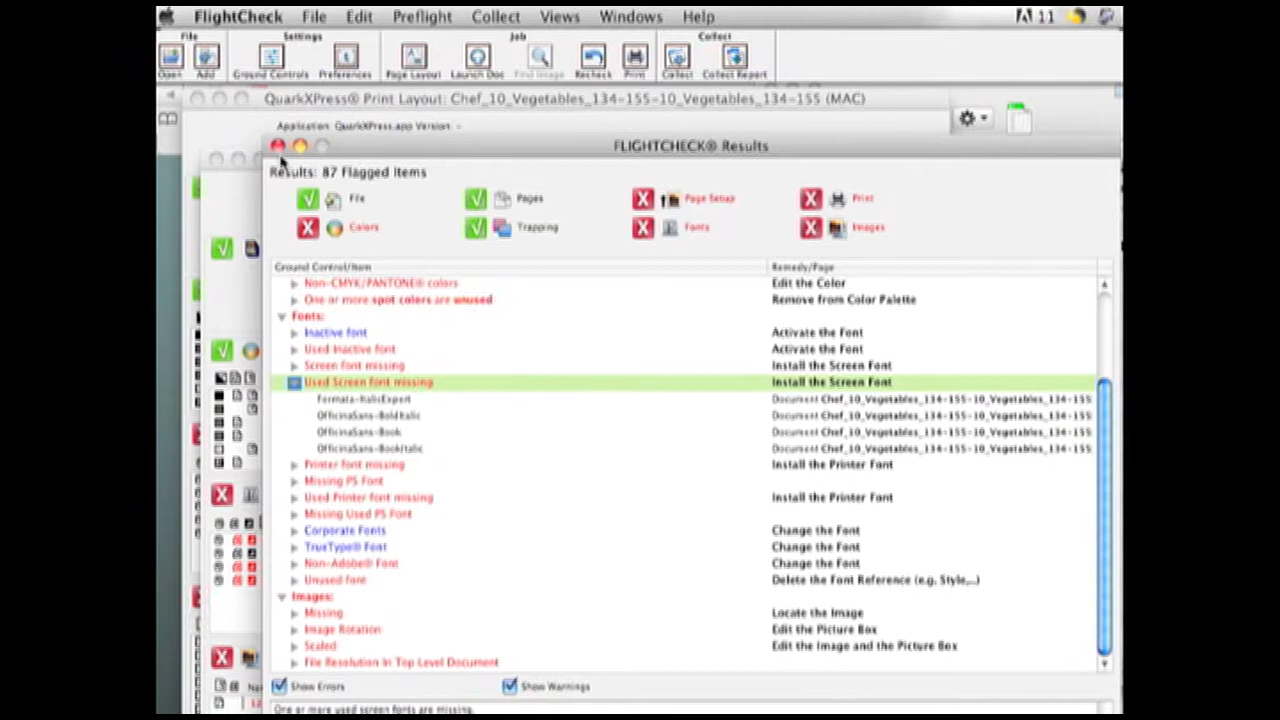 FlightCheck File Edit Preflight Collect Views Windows Help 11
File Settings Job Collect
Open Add Ground Controls Preferences Page Layout Launch Doc Find Image Recheck Print Collect Collect Report
QuarkXPress® Print Layout: Chef_10_Vegetables_134-155-10_Vegetables_134-155 (MAC)
Application: QuarkXPress.app Version -
FLIGHTCHECK® Results
Results: 87 Flagged Items
File Pages Page Setup Print
Colors Trapping Fonts Images
Ground Control/Item Remedy/Page
Non-CMYK/PANTONE® colors Edit the Color
One or more spot colors are unused Remove from Color Palette
Fonts:
Inactive font Activate the Font
Used Inactive font Activate the Font
Screen font missing Install the Screen Font
Used Screen font missing Install the Screen Font
Formata-ItalicExpert Document Chef_10_Vegetables_134-155-10_Vegetables_134-155
OfficinaSans-BoldItalic Document Chef_10_Vegetables_134-155-10_Vegetables_134-155
OfficinaSans-Book Document Chef_10_Vegetables_134-155-10_Vegetables_134-155
OfficinaSans-BookItalic Document Chef_10_Vegetables_134-155-10_Vegetables_134-155
Printer font missing Install the Printer Font
Missing PS Font
Used Printer font missing Install the Printer Font
Missing Used PS Font
Corporate Fonts Change the Font
TrueType® Font Change the Font
Non-Adobe® Font Change the Font
Unused font Delete the Font Reference (e.g. Style,..)
Images:
Missing Locate the Image
Image Rotation Edit the Picture Box
Scaled Edit the Image and the Picture Box
File Resolution In Top Level Document
Show Errors Show Warnings
One or more used screen fonts are missing.